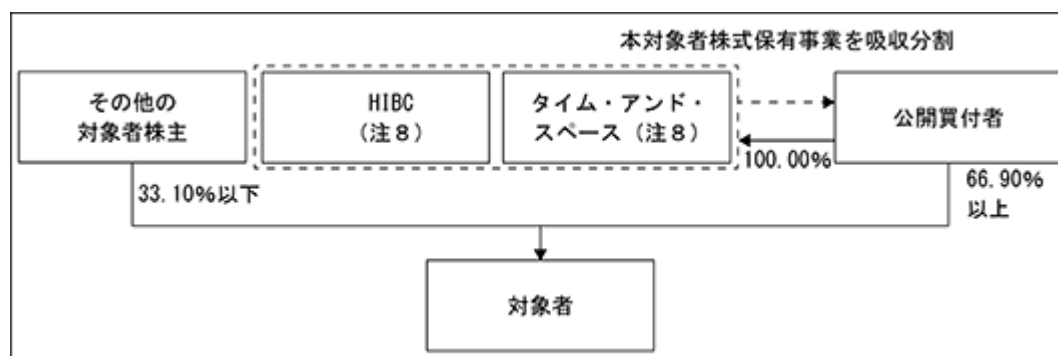 本対象者株式保有事業を吸収分割
その他の
対象者株主
HIBC
(注8)
タイム・アンド・
スペース(注8)
公開買付者
100.00%
33.10%以下
66.90%
以上
対象者